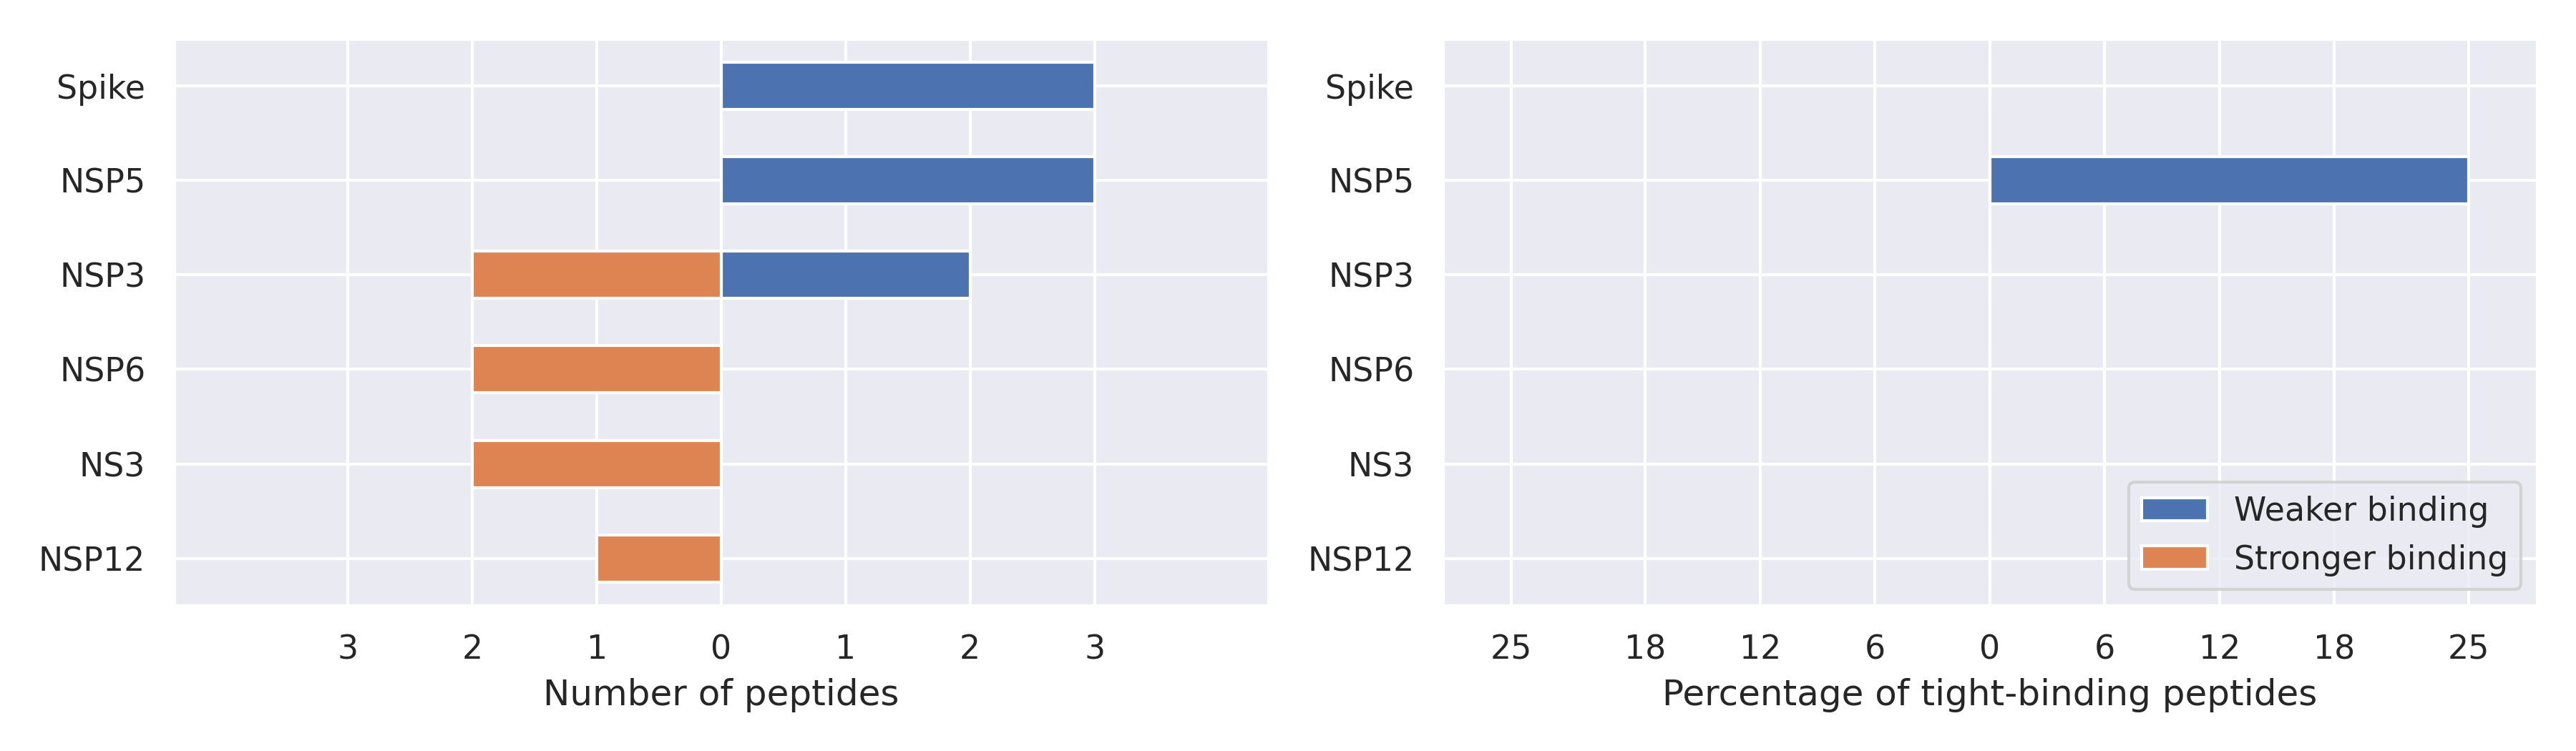 Spike
NSP5
NSP3
NSP6
NS3
NSP12
3 2 1 0 1 2 3
Number of peptides
Spike
NSP5
NSP3
NSP6
NS3
NSP12
25 18 12 6 0 6 12 18 25
Percentage of tight-binding peptides
Weaker binding
Stronger binding